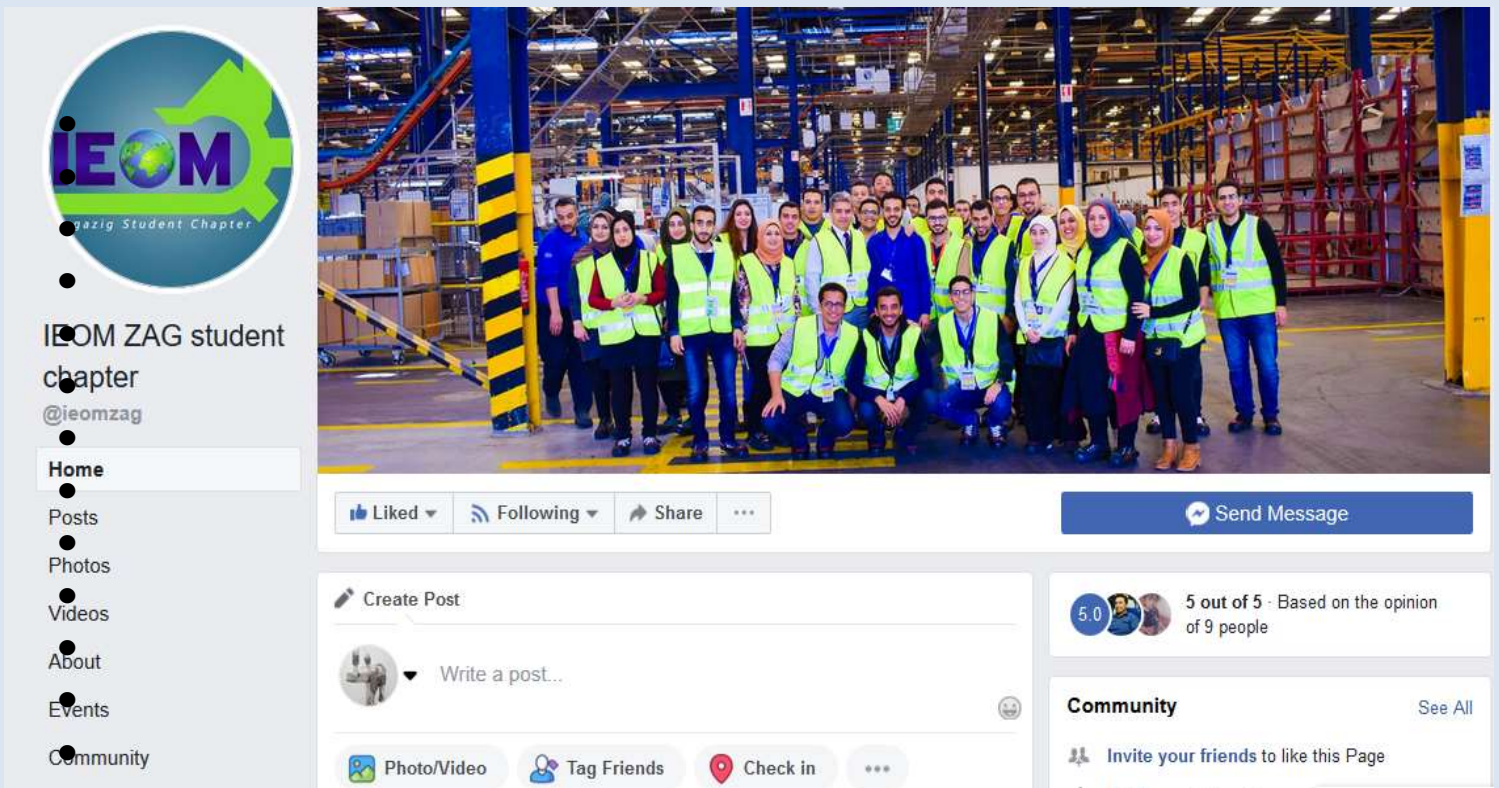 IEOM
gazig Student Chapter
IEOM ZAG student
chapter
@ieomzag
Home
Posts
Photos
Videos
About
Events
Community
Liked
Following
Share
Send Message
Create Post
Write a post...
Photo/Video
Tag Friends
Check in
5.0
5 out of 5 · Based on the opinion
of 9 people
Community
See All
Invite your friends to like this Page